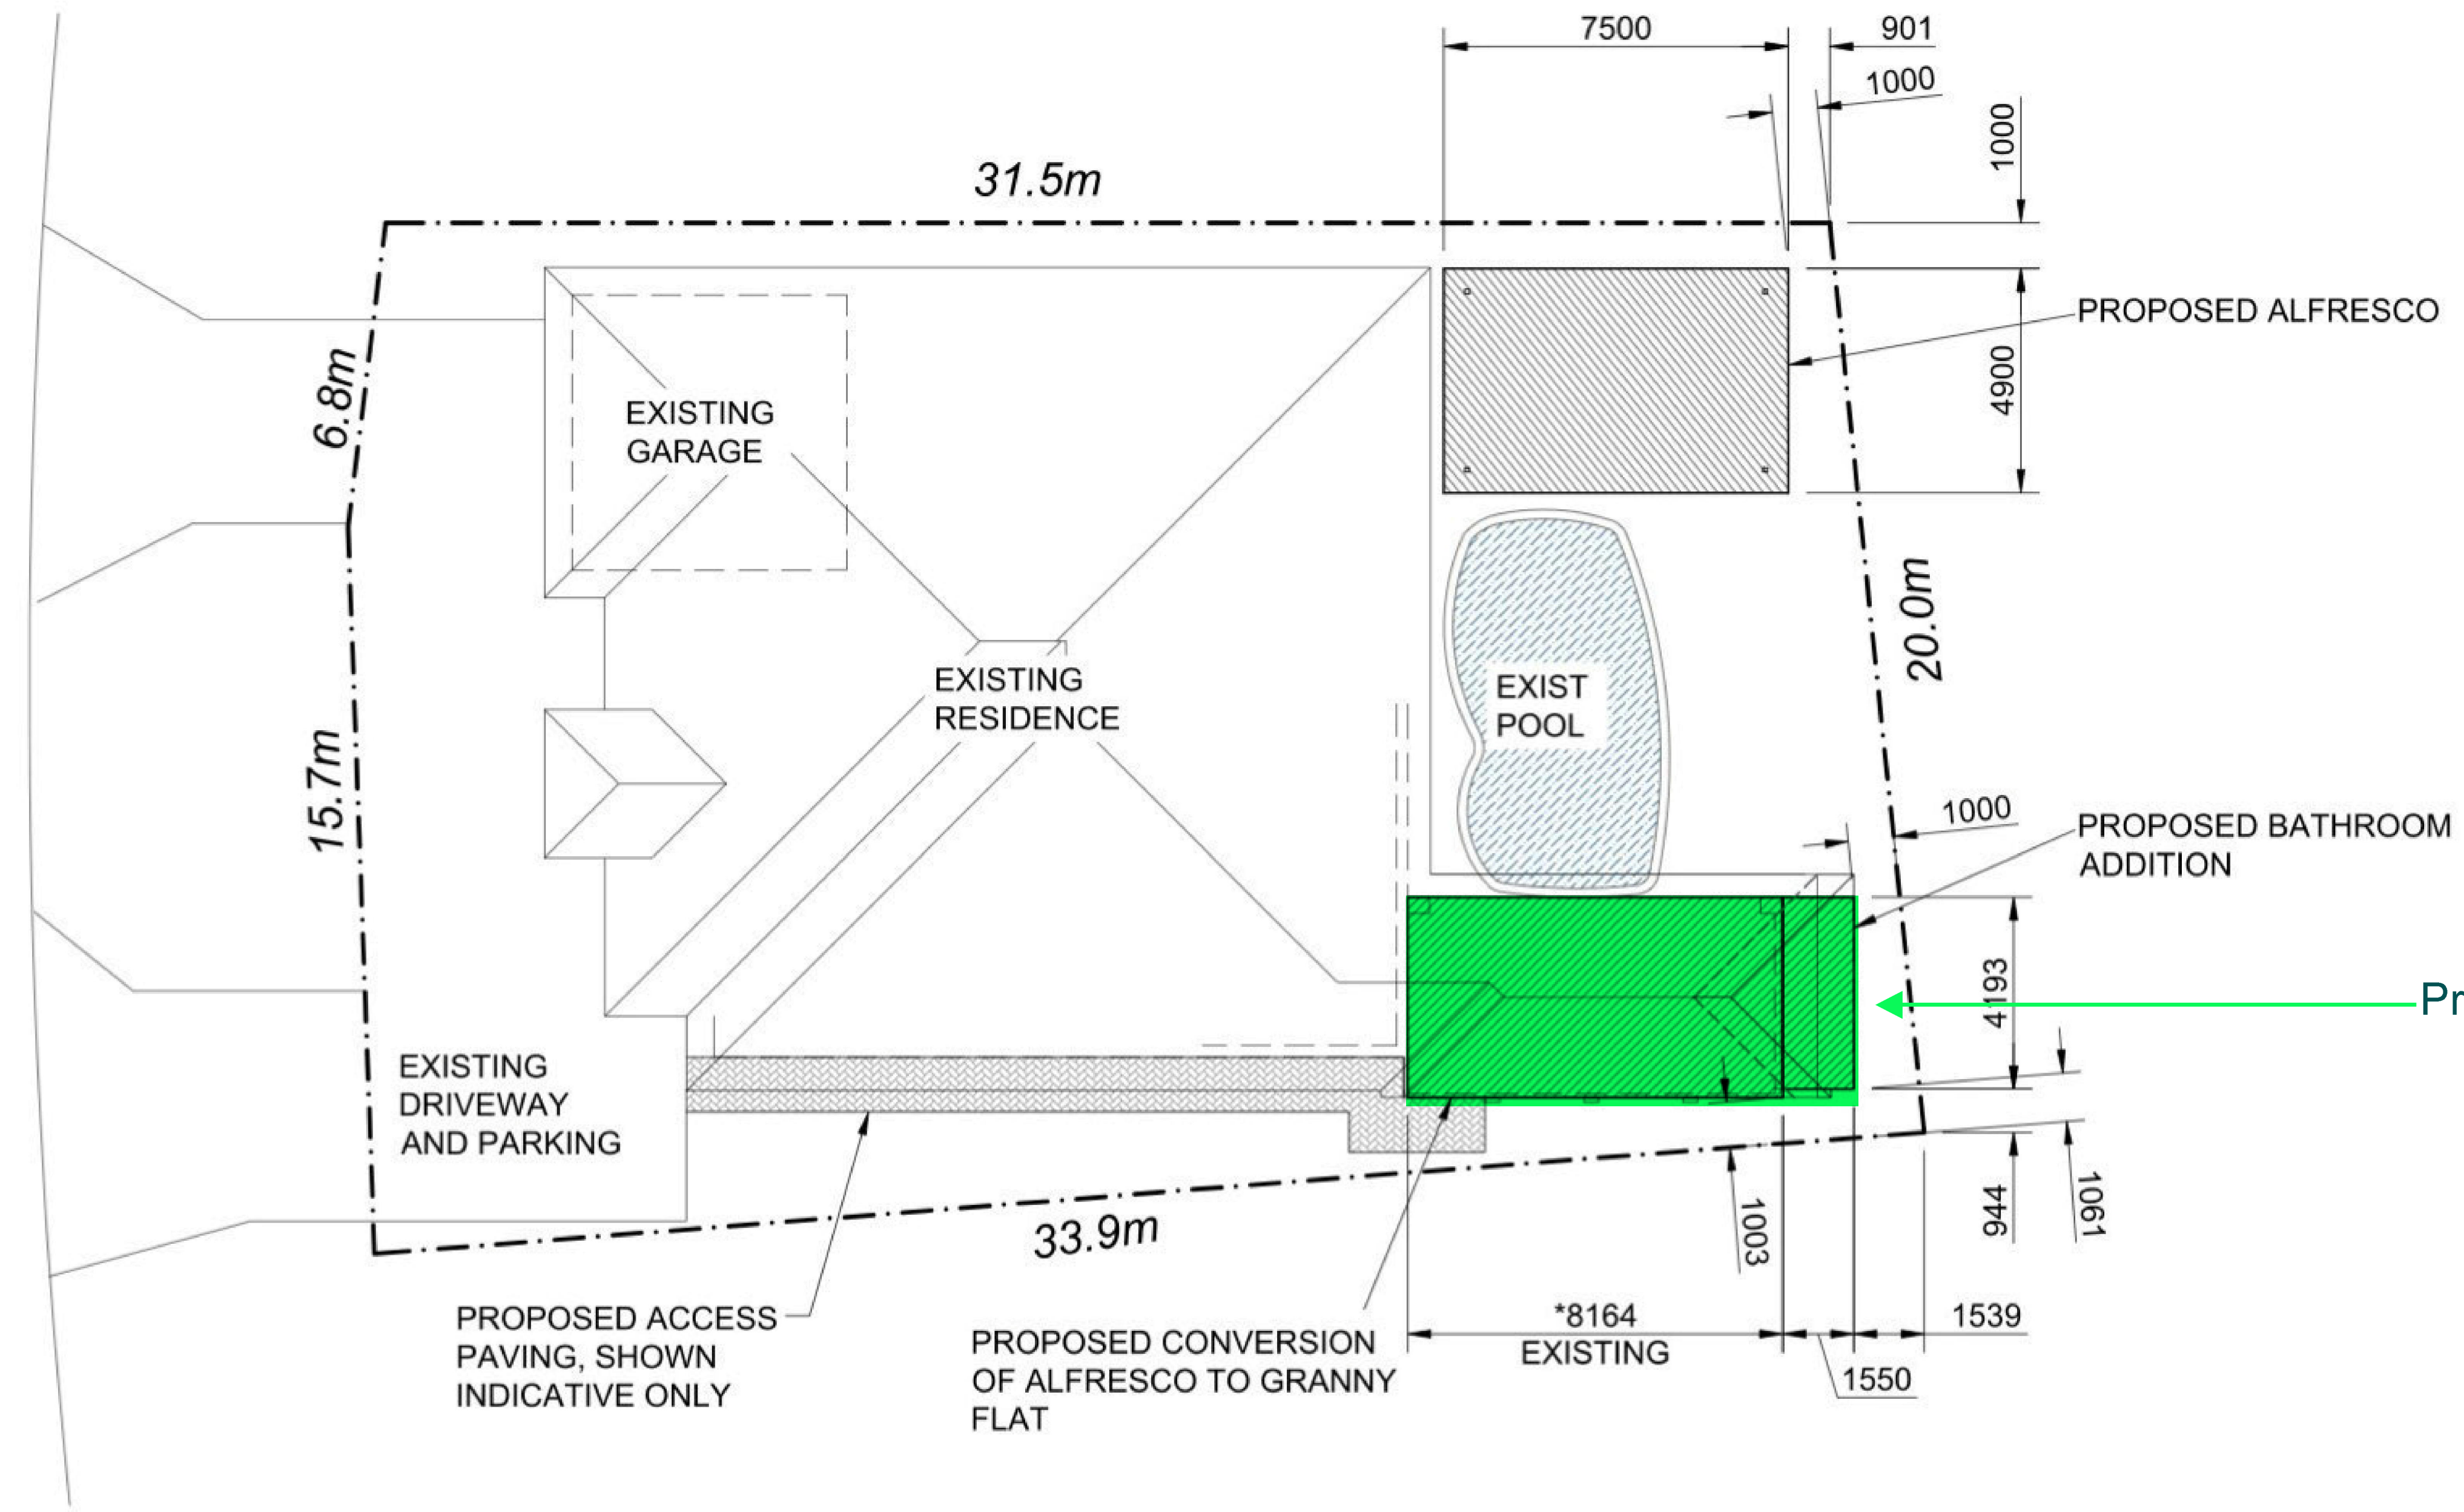 7500
901
1000
1000
31.5m
PROPOSED ALFRESCO
4900
6.8m
EXISTING
GARAGE
20.0m
EXISTING
RESIDENCE
EXIST
POOL
15.7m
1000
PROPOSED BATHROOM
ADDITION
4193
Pr
EXISTING
DRIVEWAY
AND PARKING
944
1061
1003
33.9m
PROPOSED ACCESS
PAVING, SHOWN
INDICATIVE ONLY
PROPOSED CONVERSION
OF ALFRESCO TO GRANNY
FLAT
*8164
EXISTING
1539
1550